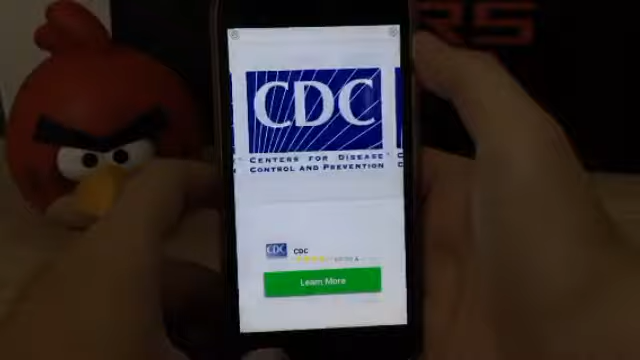 CDC
CENTERS FOR DISEASE
CONTROL AND PREVENTION
CDC
CDC
Learn More